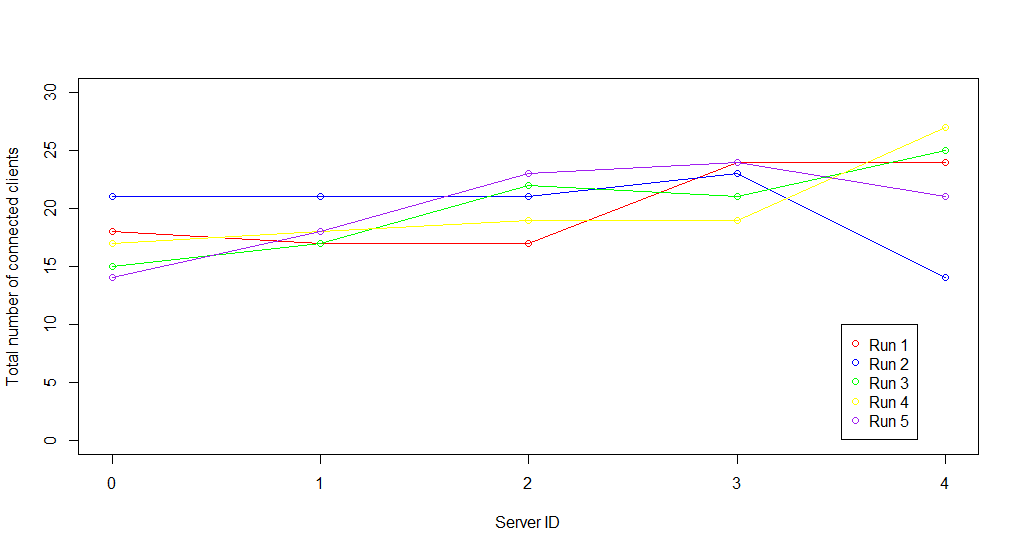 Total number of connected clients
30
25
20
15
10
5
0
Run 1
Run 2
Run 3
Run 4
Run 5
0 1 2 3 4
Server ID